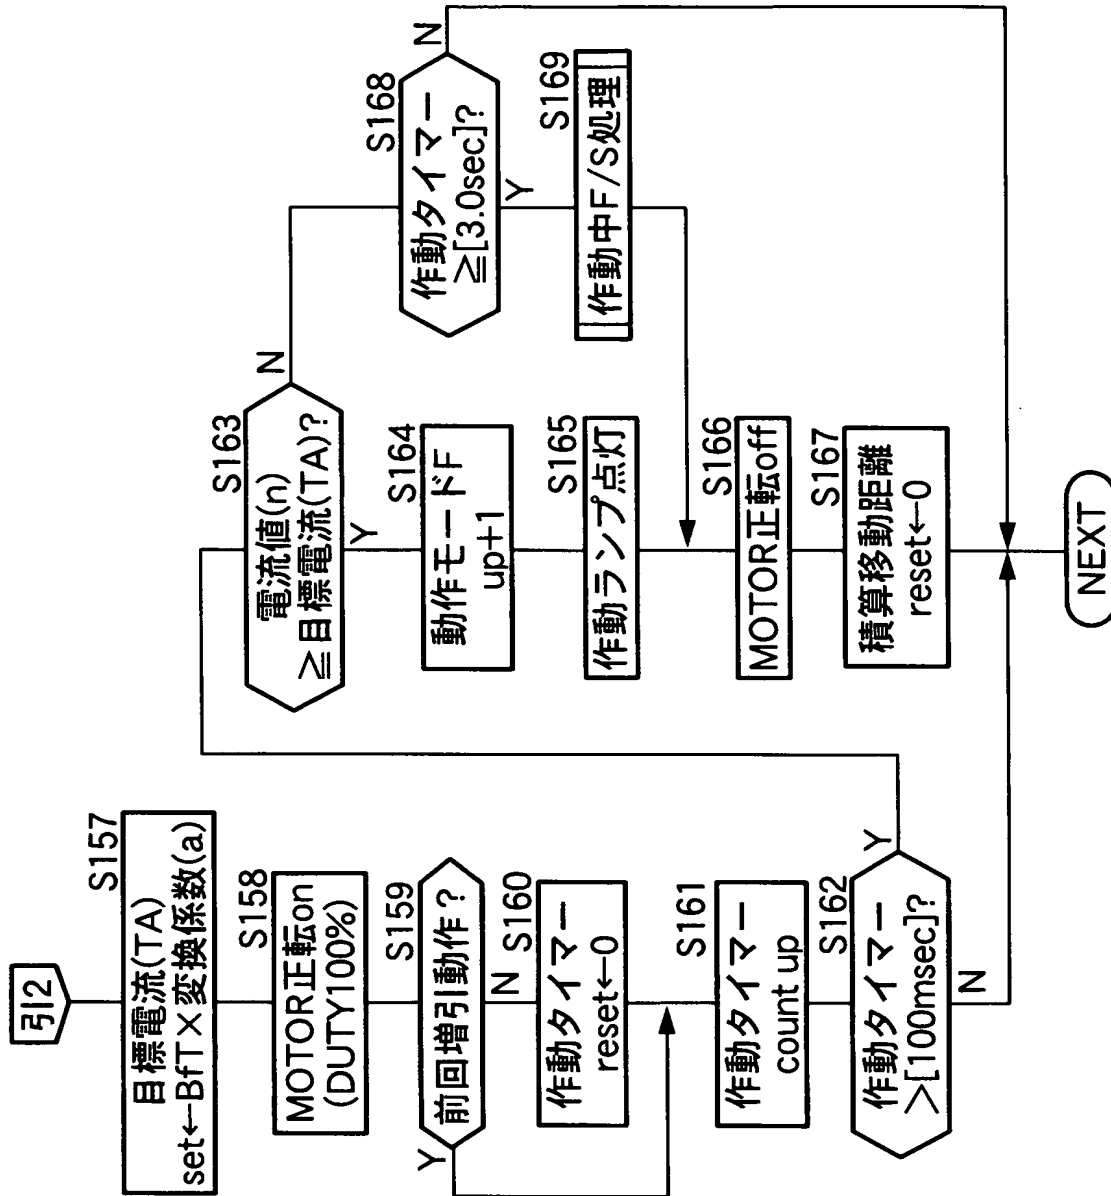 引2
S157
目標電流(TA)
set←BfT×変換係数(a)
S158
MOTOR正転on
(DUTY100%)
S159
前回増引動作?
Y
N
S160
作動タイマー
reset←0
S161
作動タイマー
count up
S162
作動タイマー
>[100msec]?
Y
N
S163
電流値(n)
≧目標電流(TA)?
N
Y
S164
動作モードF
up+1
S165
作動ランプ点灯
S166
MOTOR正転off
S167
積算移動距離
reset←0
S168
作動タイマー
≧[3.0sec]?
N
Y
S169
作動中F/S処理
NEXT